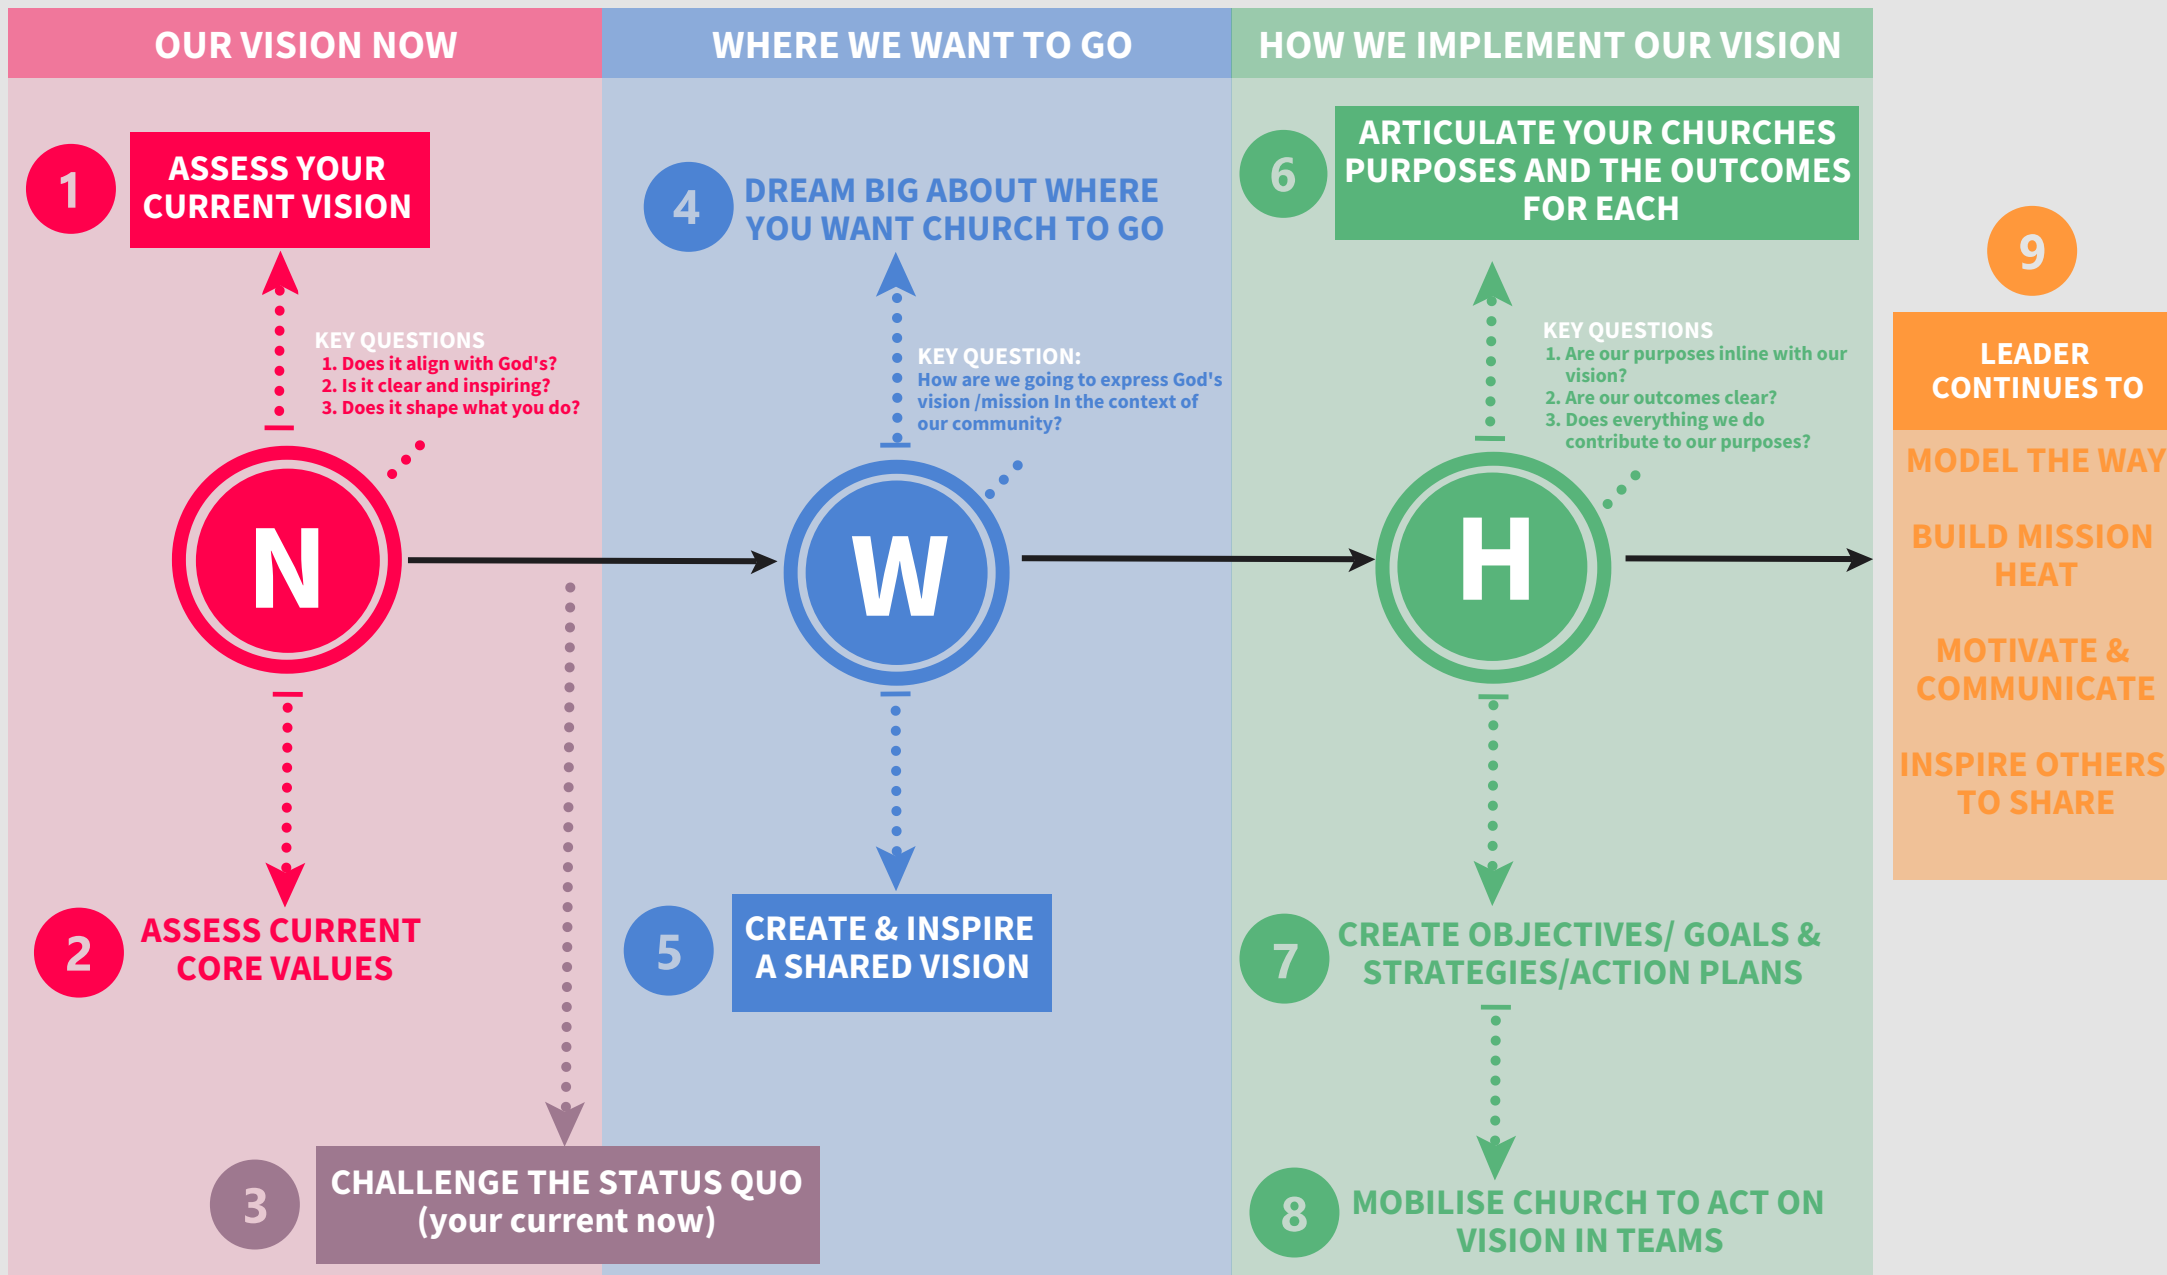 OUR VISION NOW
1
ASSESS YOUR
CURRENT VISION
KEY QUESTIONS
1. Does it align with God's?
2. Is it clear and inspiring?
3. Does it shape what you do?
N
2
ASSESS CURRENT
CORE VALUES
3
CHALLENGE THE STATUS QUO
(your current now)
WHERE WE WANT TO GO
4
DREAM BIG ABOUT WHERE
YOU WANT CHURCH TO GO
KEY QUESTION:
How are we going to express God's
vision /mission In the context of
our community?
W
5
CREATE & INSPIRE
A SHARED VISION
HOW WE IMPLEMENT OUR VISION
6
ARTICULATE YOUR CHURCHES
PURPOSES AND THE OUTCOMES
FOR EACH
KEY QUESTIONS
1. Are our purposes inline with our
vision?
2. Are our outcomes clear?
3. Does everything we do
contribute to our purposes?
H
7
CREATE OBJECTIVES/ GOALS &
STRATEGIES/ACTION PLANS
8
MOBILISE CHURCH TO ACT ON
VISION IN TEAMS
9
LEADER
CONTINUES TO
MODEL THE WAY
BUILD MISSION
HEAT
MOTIVATE &
COMMUNICATE
INSPIRE OTHERS
TO SHARE